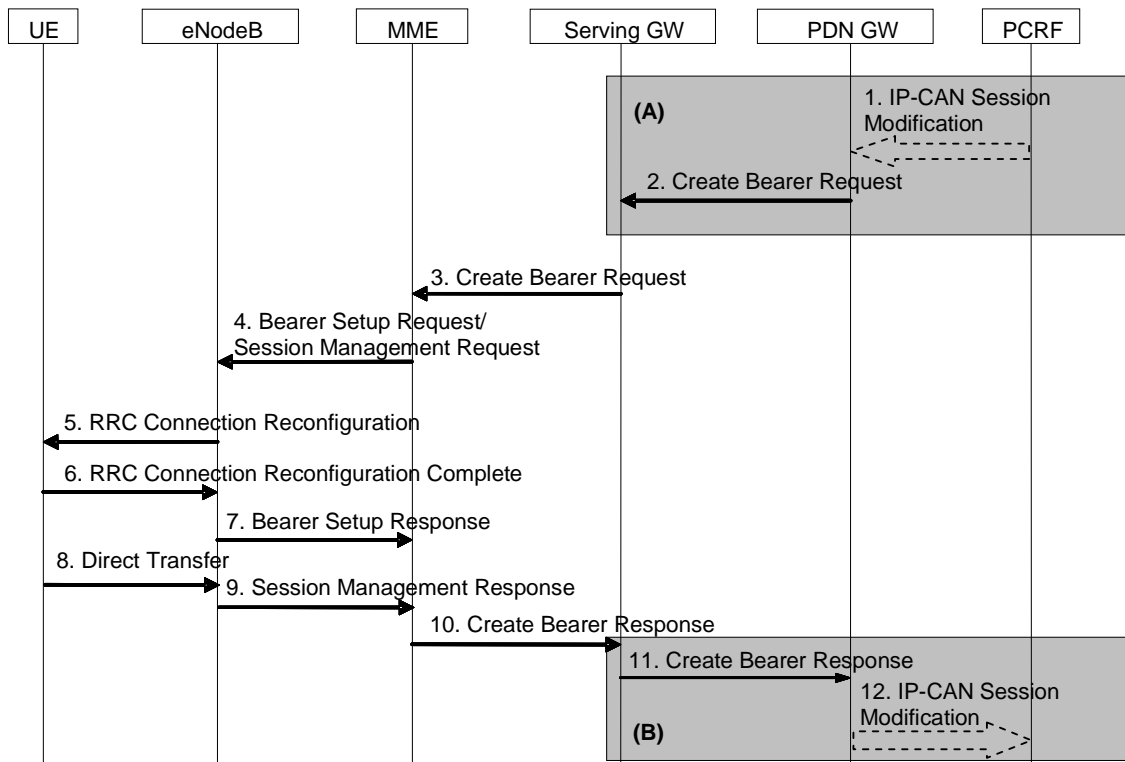 UE
eNodeB
MME
Serving GW
PDN GW
PCRF
(A)
1. IP-CAN Session
Modification
2. Create Bearer Request
3. Create Bearer Request
4. Bearer Setup Request/
Session Management Request
5. RRC Connection Reconfiguration
6. RRC Connection Reconfiguration Complete
7. Bearer Setup Response
8. Direct Transfer
9. Session Management Response
10. Create Bearer Response
11. Create Bearer Response
12. IP-CAN Session
Modification
(B)